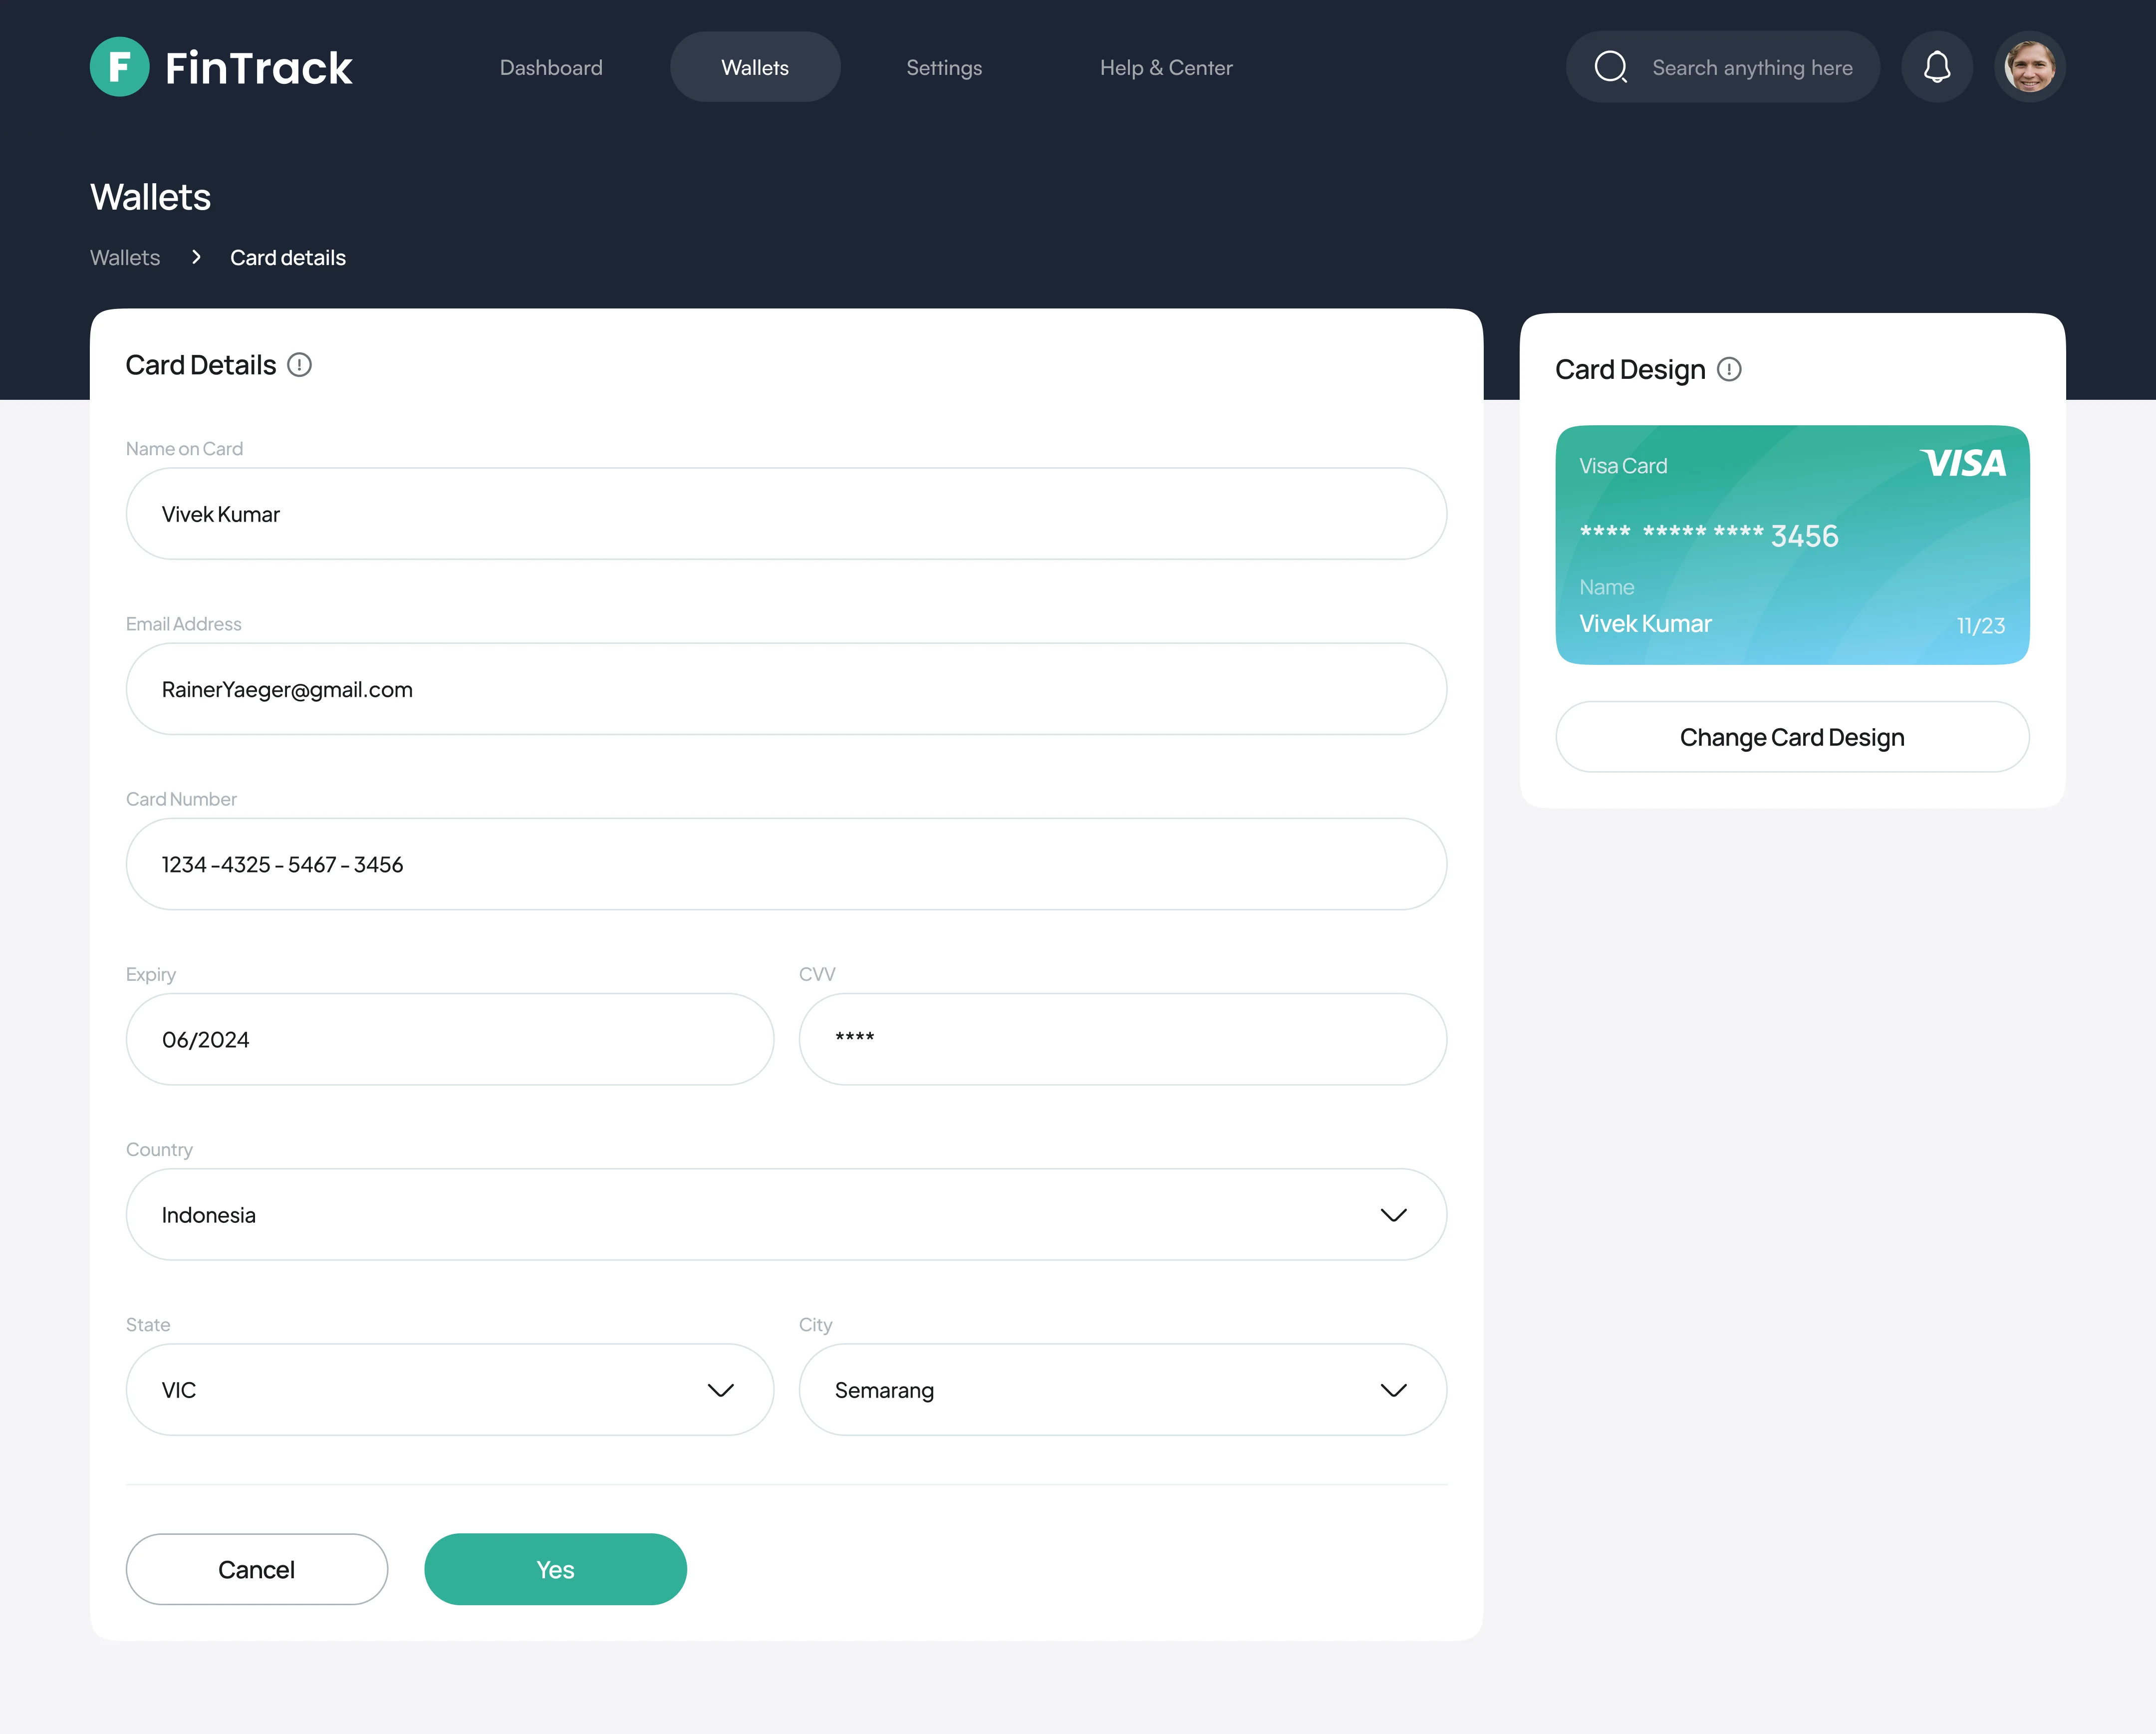 F FinTrack
Dashboard
Wallets
Settings
Help & Center
Search anything here
Wallets
Wallets > Card details
Card Details
Name on Card
Vivek Kumar
Email Address
RainerYaeger@gmail.com
Card Number
1234 -4325 - 5467 - 3456
Expiry
06/2024
CVV
****
Country
Indonesia
State
VIC
City
Semarang
Cancel
Yes
Card Design
Visa Card
VISA
**** ***** **** 3456
Name
Vivek Kumar
11/23
Change Card Design